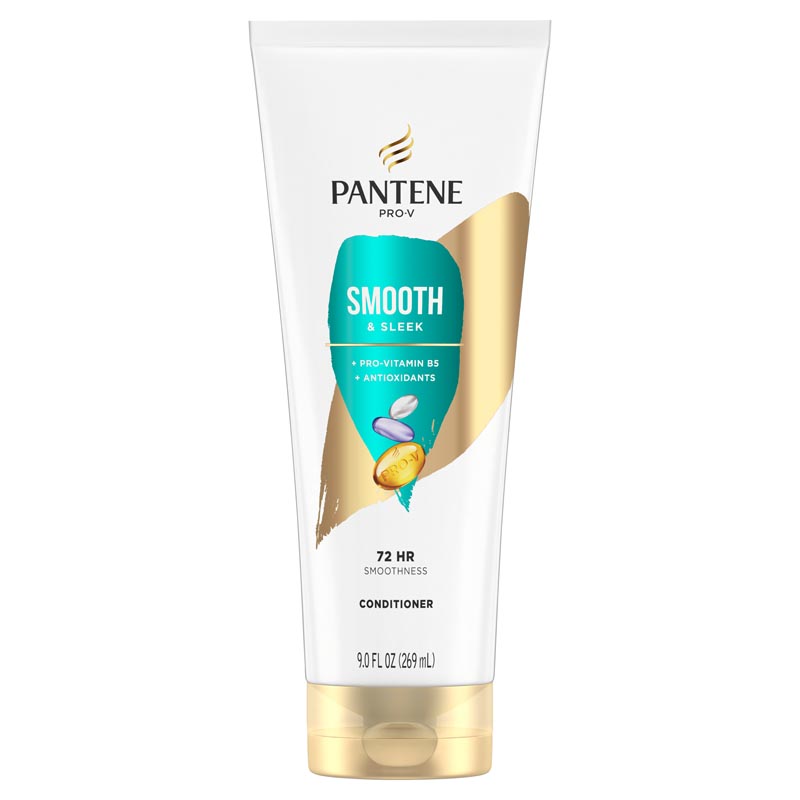 PANTENE
PRO-V
SMOOTH
& SLEEK
+ PRO-VITAMIN B5
+ ANTIOXIDANTS
PRO-V
72 HR
SMOOTHNESS
CONDITIONER
9.0 FL OZ (269 mL)